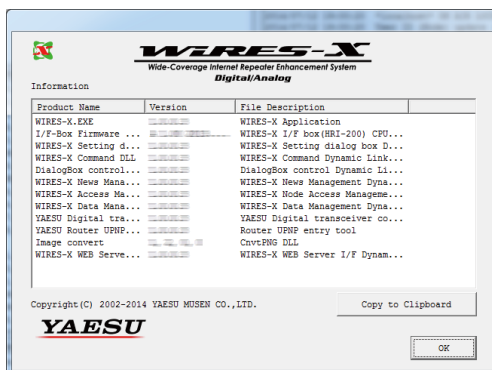 WiRES-X
Wide-Coverage Internet Repeater Enhancement System
Digital/Analog
Information
Product Name Version File Description
WIRES-X.EXE WIRES-X Application
I/F-Box Firmware ... WIRES-X I/F box(HRI-200) CPU...
WIRES-X Setting d... WIRES-X Setting dialog box D...
WIRES-X Command DLL WIRES-X Command Dynamic Link...
DialogBox control... DialogBox control Dynamic Li...
WIRES-X News Mana... WIRES-X News Management Dyna...
WIRES-X Access Ma... WIRES-X Node Access Manageme...
WIRES-X Data Mana... WIRES-X Data Management Dyna...
YAESU Digital tra... YAESU Digital transceiver co...
YAESU Router UPNP... Router UPNP entry tool
Image convert CnvtPNG DLL
WIRES-X WEB Serve... WIRES-X WEB Server I/F Dynam...
Copyright(C) 2002-2014 YAESU MUSEN CO.,LTD. Copy to Clipboard
YAESU
OK